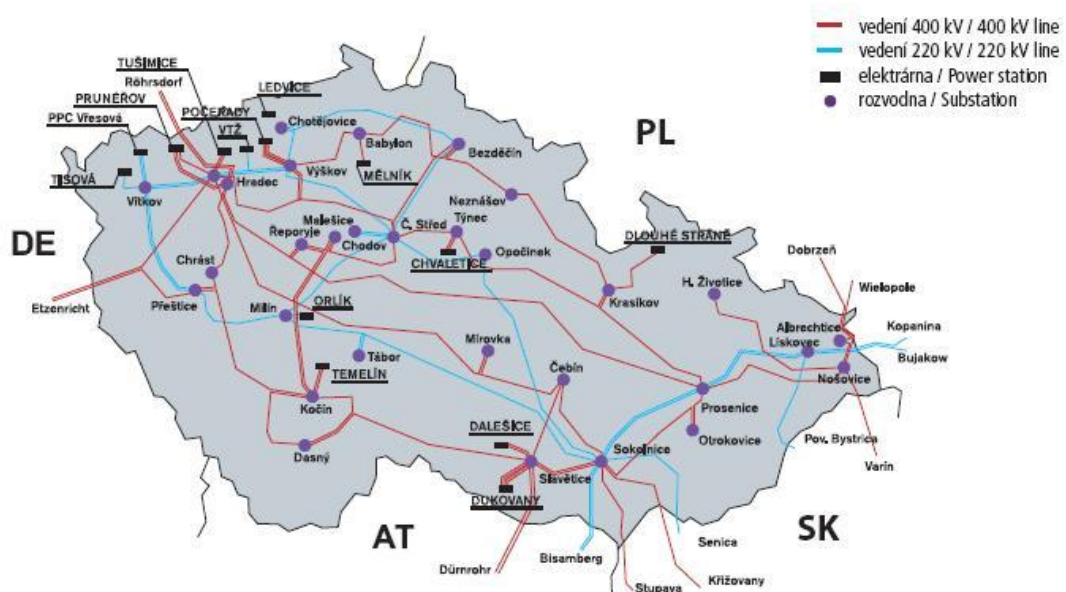 vedení 400 kV / 400 kV line
vedení 220 kV / 220 kV line
elektrárna / Power station
rozvodna / Substation
TUŠIMICE
Röhrsdorf
LEDVICE
PRUNÉŘOV
POČERADY
PPC Vřesová
VTŽ
Chotějovice
Babylon
PL
Bezděčín
TISOVÁ
Výškov
MĚLNÍK
Hradec
Vítkov
Neznášov
DE
Malešice
Č. Střed
Týnec
Řeporyje
Chodov
Opočínek
DLOUHÉ STRÁNĚ
Dobrzeń
CHVALETICE
Chrást
H. Životice
Wielopole
Etzenricht
Přeštice
Milín
ORLÍK
Krasíkov
Albrechtice
Kopanina
Lískovec
Bujakow
Mírovka
Tábor
Nošovice
Čebín
TEMELÍN
Kočín
Prosenice
Otrokovice
Pov. Bystrica
DALEŠICE
Sokolnice
Dasný
Slavětice
Varín
DUKOVANY
AT
SK
Senica
Bisamberg
Dürnrohr
Křížovany
Stupava